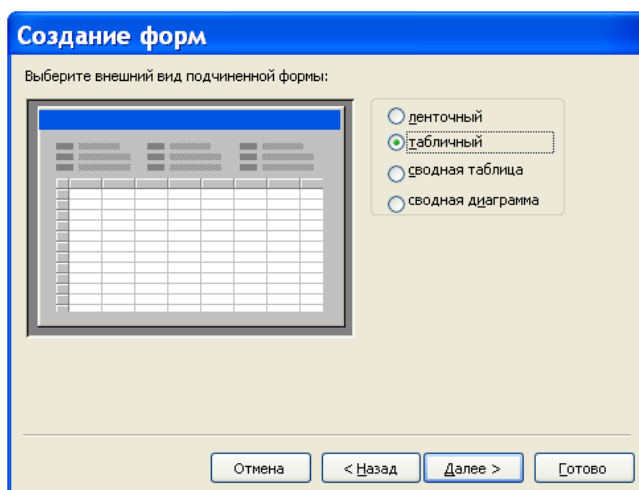 Создание форм
Выберите внешний вид подчиненной формы:
ленточный
табличный
сводная таблица
сводная диаграмма
Отмена
< Назад
Далее >
Готово